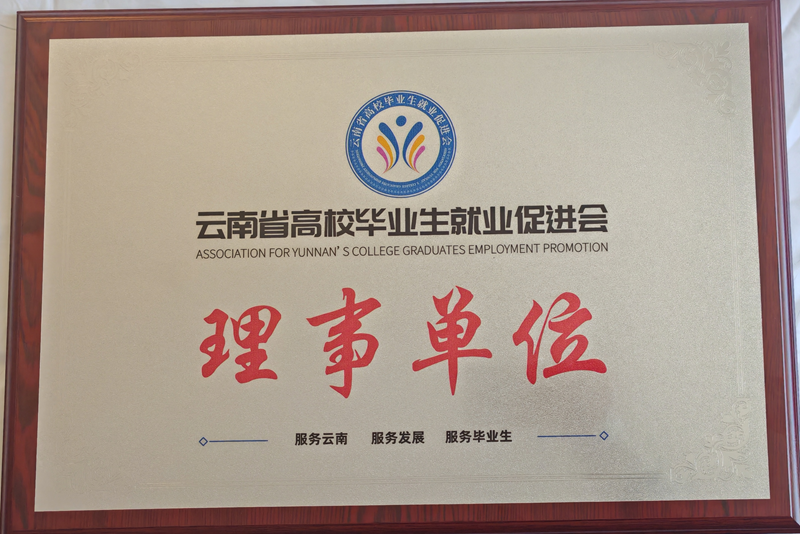 云南省高校毕业生就业促进会
云南省高校毕业生就业促进会
ASSOCIATION FOR YUNNAN'S COLLEGE GRADUATES EMPLOYMENT PROMOTION
理事单位
服务云南 服务发展 服务毕业生